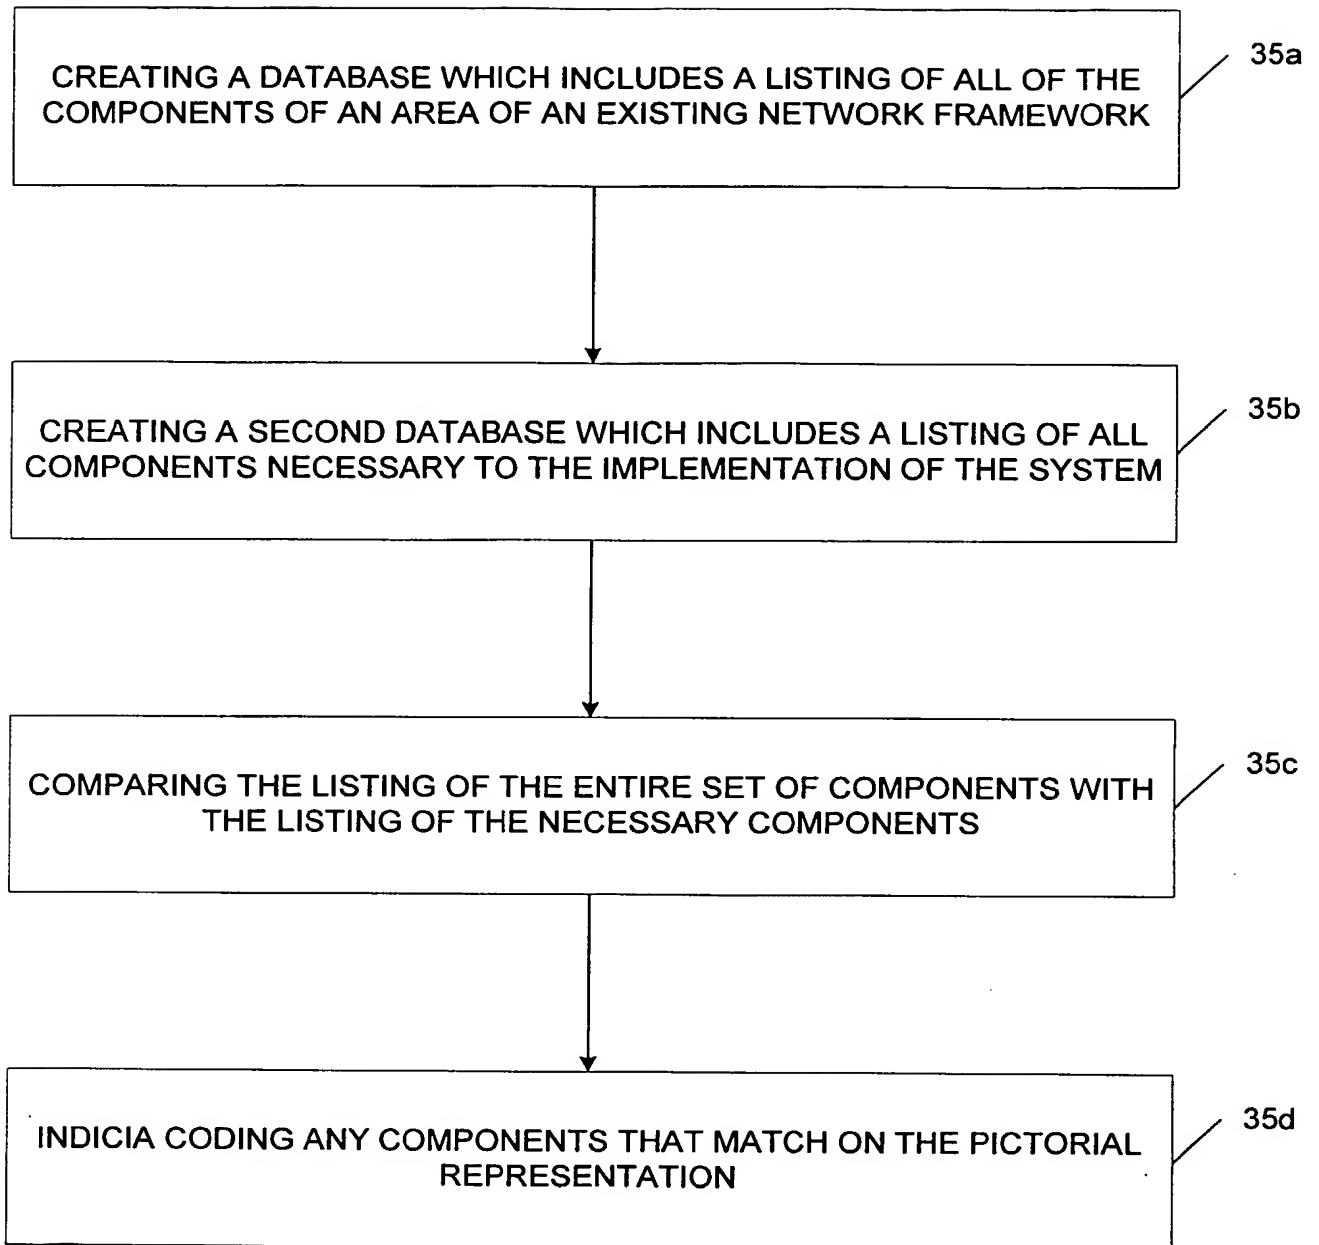 CREATING A DATABASE WHICH INCLUDES A LISTING OF ALL OF THE
COMPONENTS OF AN AREA OF AN EXISTING NETWORK FRAMEWORK
35a
CREATING A SECOND DATABASE WHICH INCLUDES A LISTING OF ALL
COMPONENTS NECESSARY TO THE IMPLEMENTATION OF THE SYSTEM
35b
COMPARING THE LISTING OF THE ENTIRE SET OF COMPONENTS WITH
THE LISTING OF THE NECESSARY COMPONENTS
35c
INDICIA CODING ANY COMPONENTS THAT MATCH ON THE PICTORIAL
REPRESENTATION
35d